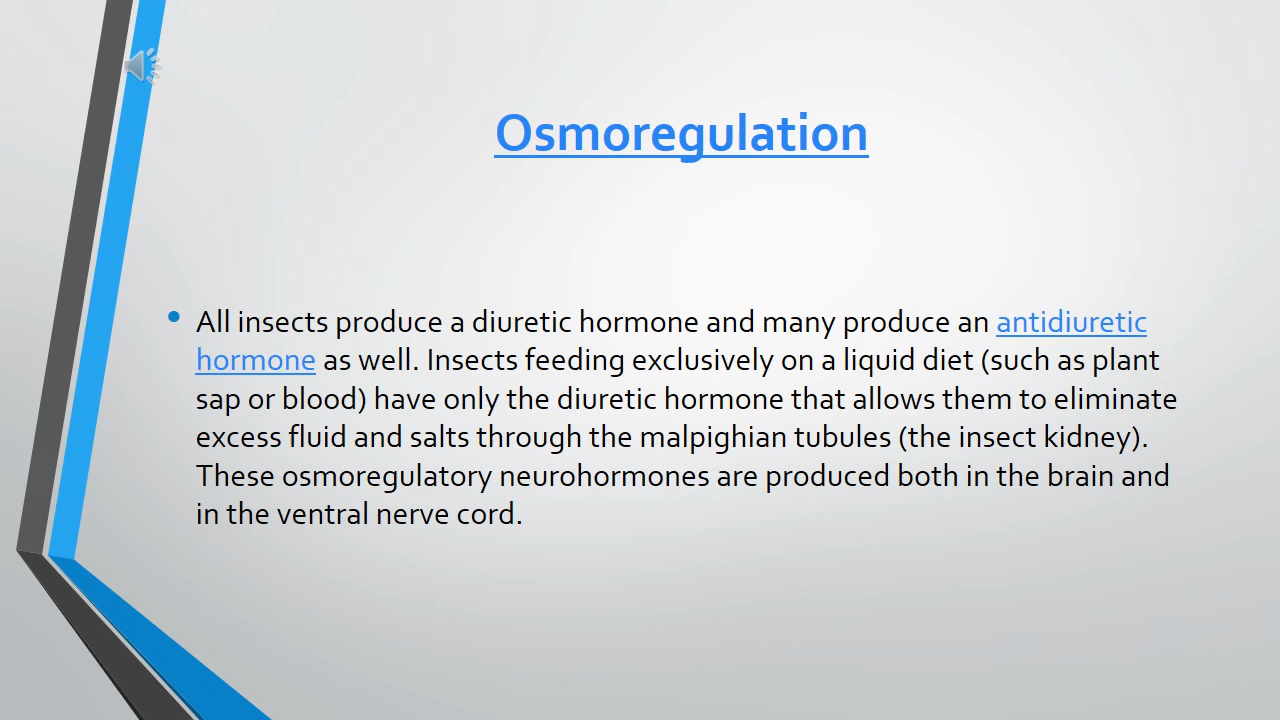 Osmoregulation
• All insects produce a diuretic hormone and many produce an antidiuretic
hormone as well. Insects feeding exclusively on a liquid diet (such as plant
sap or blood) have only the diuretic hormone that allows them to eliminate
excess fluid and salts through the malpighian tubules (the insect kidney).
These osmoregulatory neurohormones are produced both in the brain and
in the ventral nerve cord.